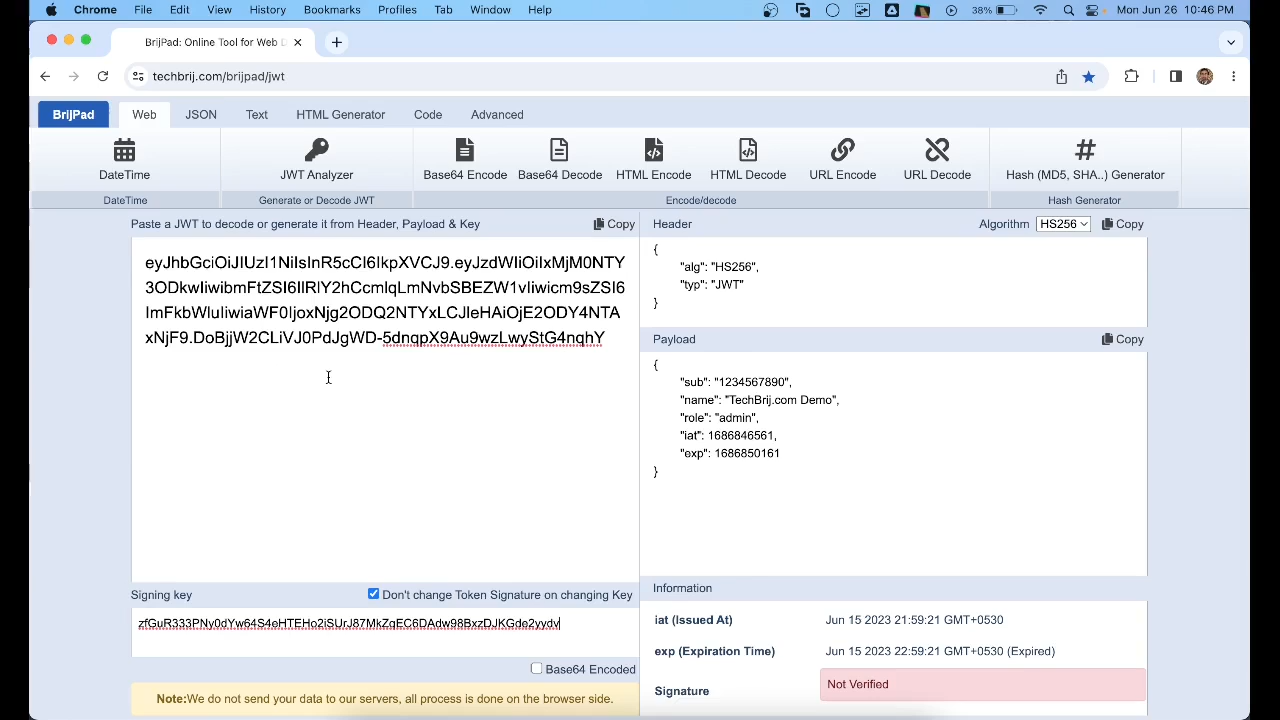 Chrome File Edit View History Bookmarks Profiles Tab Window Help 38% Mon Jun 26 10:46 PM
BrijPad: Online Tool for Web D
techbrij.com/brijpad/jwt
BrijPad Web JSON Text HTML Generator Code Advanced
DateTime JWT Analyzer Base64 Encode Base64 Decode HTML Encode HTML Decode URL Encode URL Decode Hash (MD5, SHA..) Generator
DateTime Generate or Decode JWT Encode/decode Hash Generator
Paste a JWT to decode or generate it from Header, Payload & Key Copy
eyJhbGciOiJIUzI1NiIsInR5cCI6IkpXVCJ9.eyJzdWIiOiIxMjM0NTY
3ODkwIiwibmFtZSI6IlRlY2hCcmlqLmNvbSBEZW1vIiwicm9sZSI6
ImFkbWluIiwiaWF0IjoxNjg2ODQ2NTYxLCJleHAiOjE2ODY4NTA
xNjF9.DoBjjW2CLiVJ0PdJgWD-5dnqpX9Au9wzLwyStG4nqhY
Signing key Don't change Token Signature on changing Key
zfGuR333PNy0dYw64S4eHTEHo2iSUrJ87MkZqEC6DAdw98BxzDJKGde2yydv
Base64 Encoded
Note:We do not send your data to our servers, all process is done on the browser side.
Header Algorithm HS256 Copy
{
"alg": "HS256",
"typ": "JWT"
}
Payload Copy
{
"sub": "1234567890",
"name": "TechBrij.com Demo",
"role": "admin",
"iat": 1686846561,
"exp": 1686850161
}
Information
iat (Issued At) Jun 15 2023 21:59:21 GMT+0530
exp (Expiration Time) Jun 15 2023 22:59:21 GMT+0530 (Expired)
Signature Not Verified